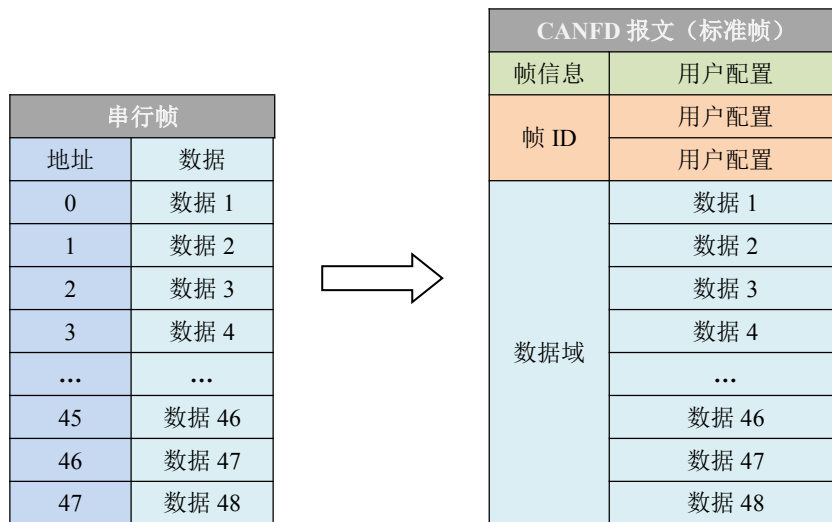 串行帧
地址 数据
0 数据 1
1 数据 2
2 数据 3
3 数据 4
... ...
45 数据 46
46 数据 47
47 数据 48
CANFD 报文（标准帧）
帧信息 用户配置
帧 ID 用户配置
用户配置
数据域 数据 1
数据 2
数据 3
数据 4
...
数据 46
数据 47
数据 48